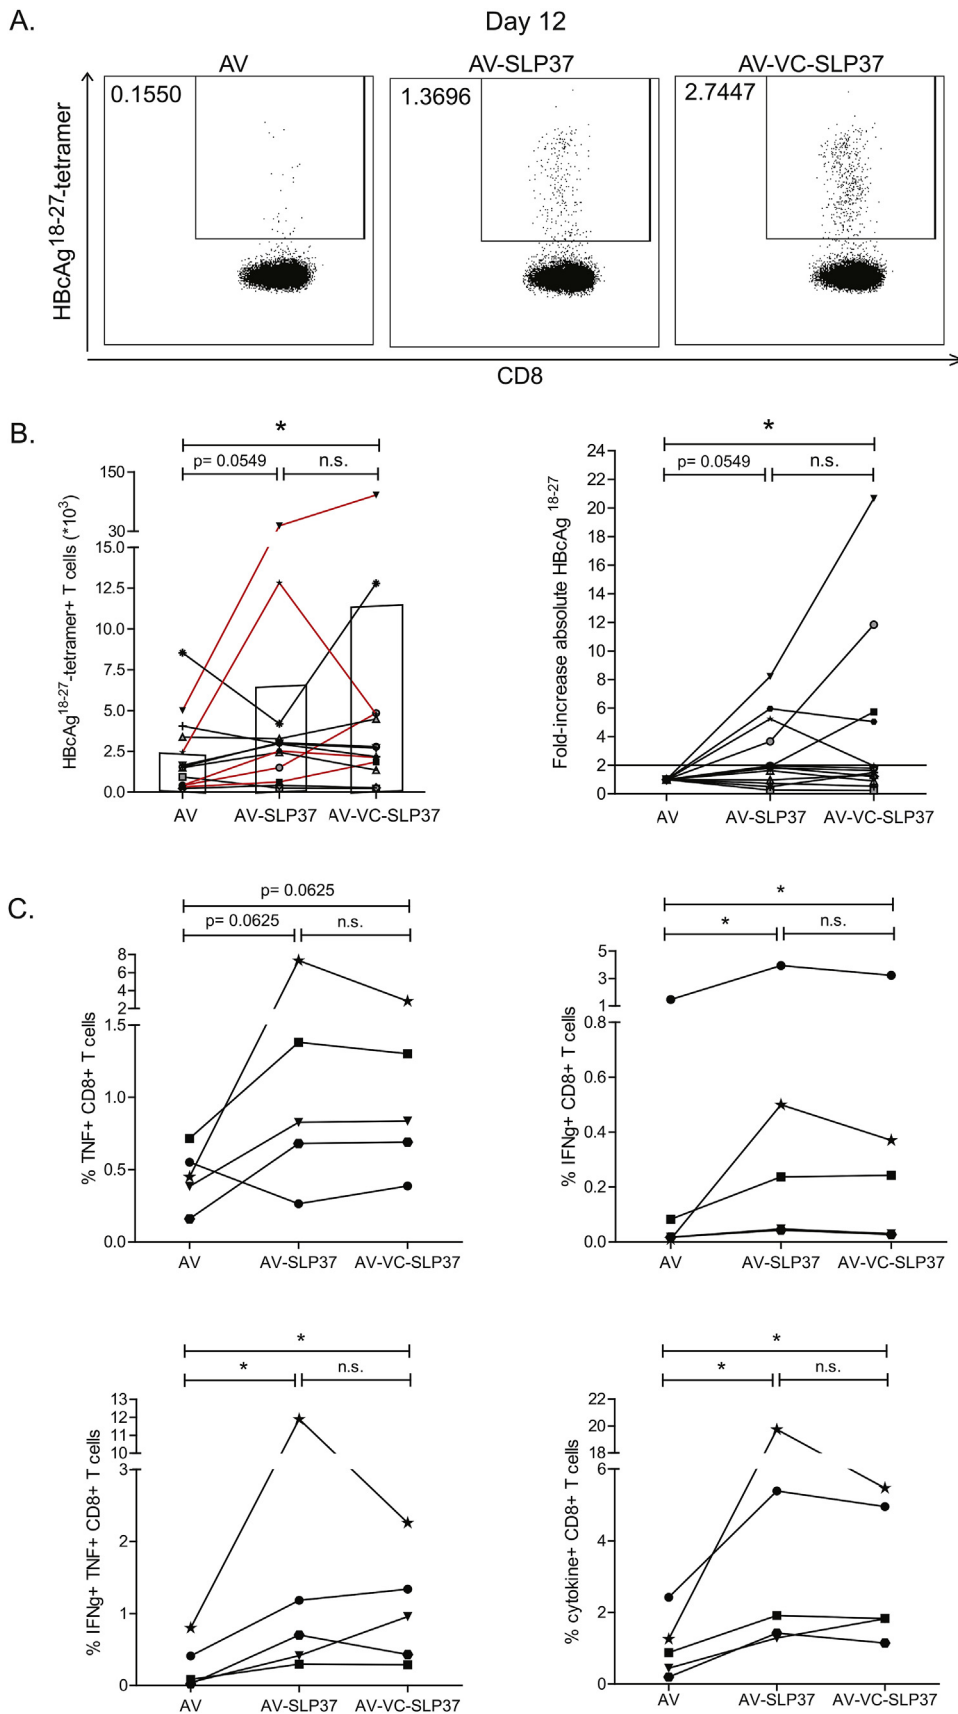 A.
Day 12
AV
AV-SLP37
AV-VC-SLP37
0.1550
1.3696
2.7447
HBcAg18-27-tetramer
CD8
B.
*
p= 0.0549
n.s.
150
30
15.0
12.5
10.0
7.5
5.0
2.5
0.0
HBcAg18-27-tetramer+ T cells (*10³)
AV
AV-SLP37
AV-VC-SLP37
*
p= 0.0549
n.s.
24
22
20
18
16
14
12
10
8
6
4
2
0
Fold-increase absolute HBcAg 18-27
AV
AV-SLP37
AV-VC-SLP37
C.
p= 0.0625
p= 0.0625
n.s.
8
6
4
2
1.5
1.0
0.5
0.0
% TNF+ CD8+ T cells
AV
AV-SLP37
AV-VC-SLP37
*
*
n.s.
5
3
1
0.8
0.6
0.4
0.2
0.0
% IFNg+ CD8+ T cells
AV
AV-SLP37
AV-VC-SLP37
*
*
n.s.
13
12
11
10
3
2
1
0
% IFNg+ TNF+ CD8+ T cells
AV
AV-SLP37
AV-VC-SLP37
*
*
n.s.
22
20
18
6
4
2
0
% cytokine+ CD8+ T cells
AV
AV-SLP37
AV-VC-SLP37